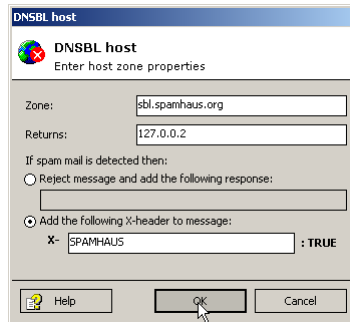 DNSBL host
DNSBL host
Enter host zone properties
Zone: sbl.spamhaus.org
Returns: 127.0.0.2
If spam mail is detected then:
Reject message and add the following response:
Add the following X-header to message:
X- SPAMHAUS : TRUE
Help OK Cancel